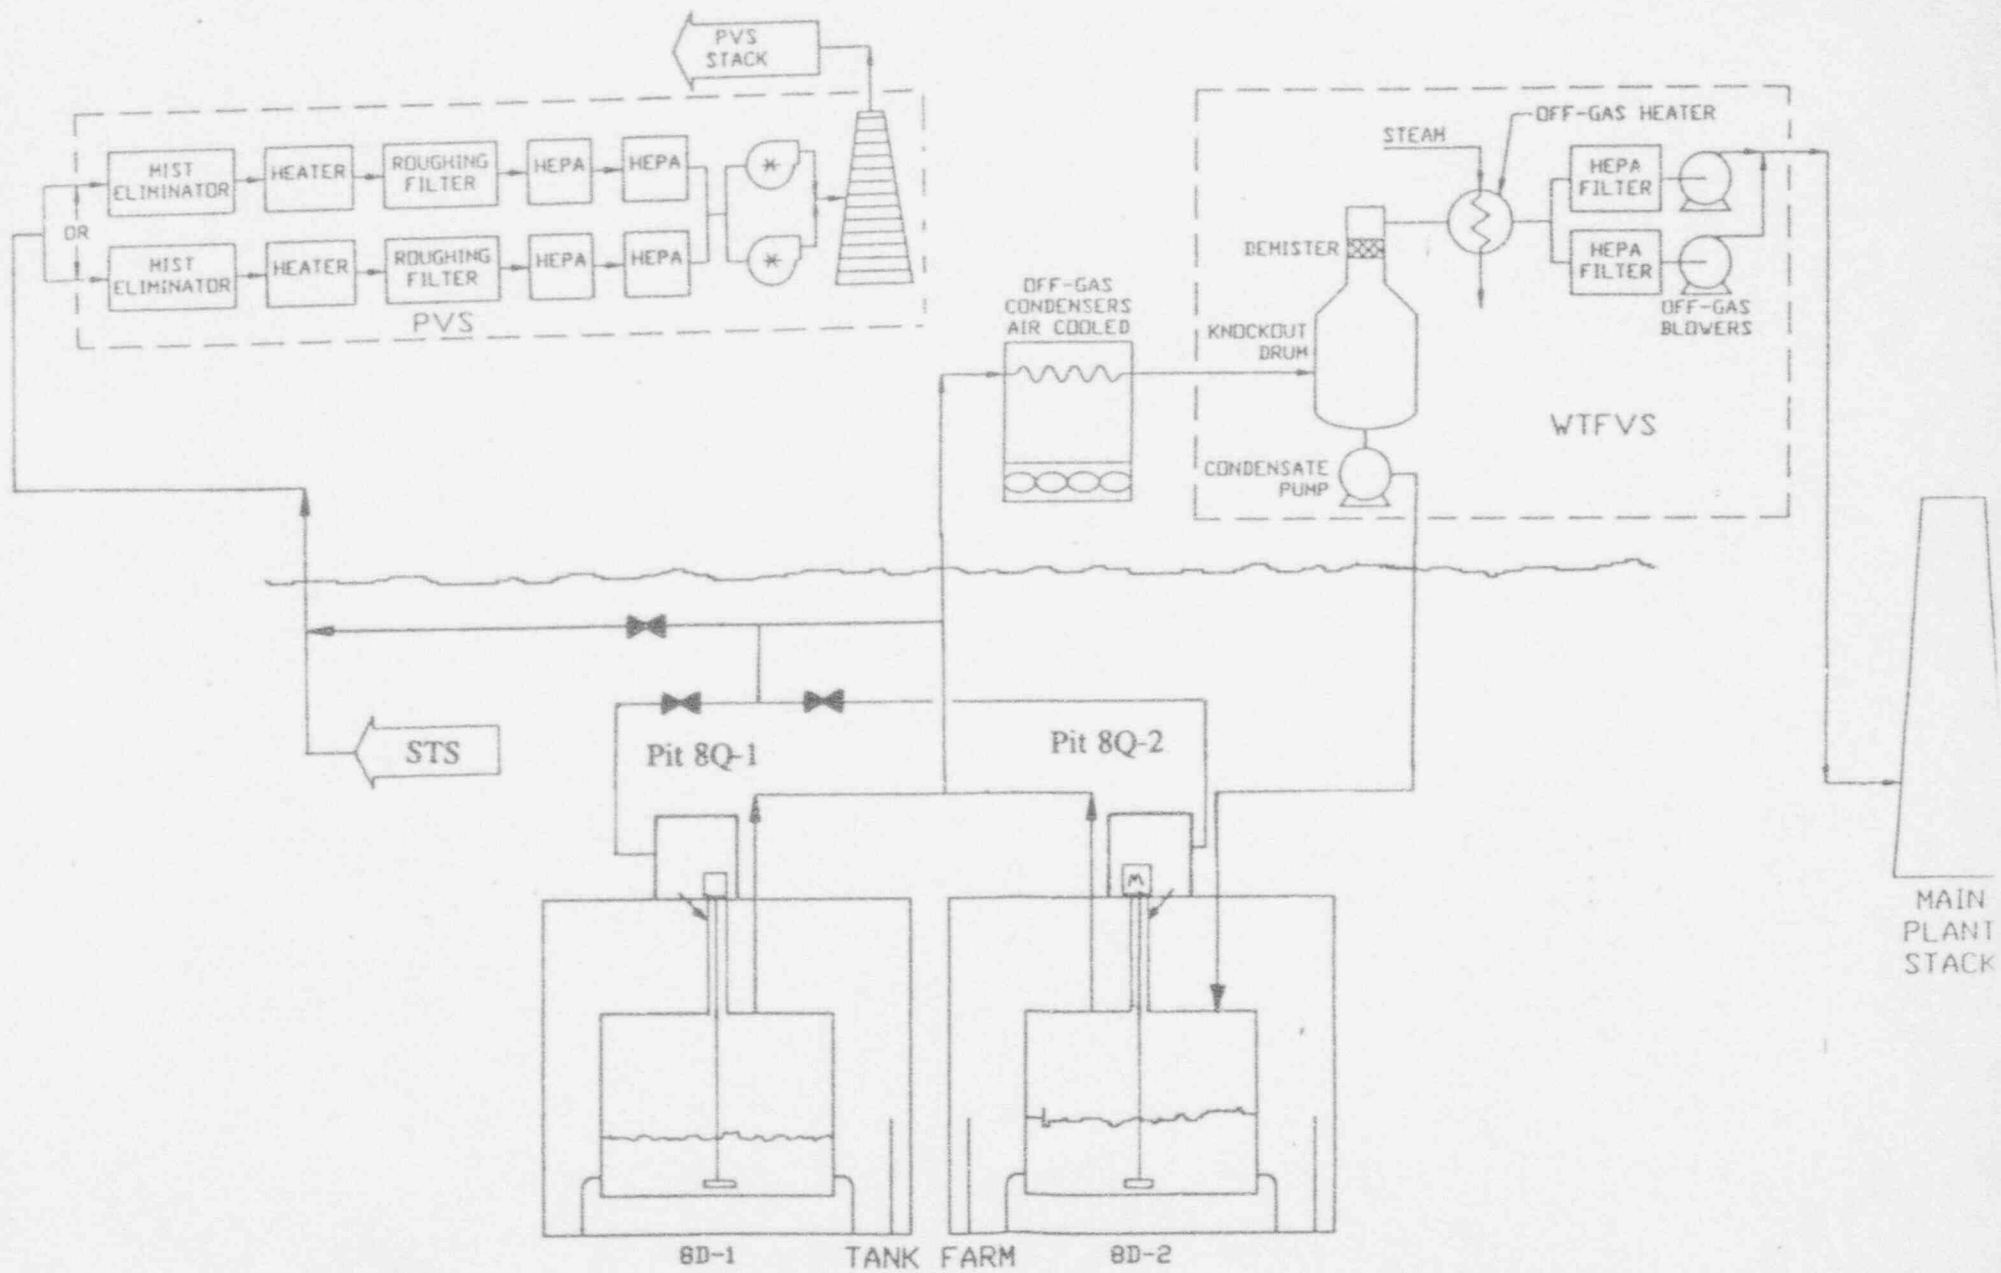 PVS
STACK
MIST
ELIMINATOR
HEATER
ROUGHING
FILTER
HEPA
HEPA
OR
MIST
ELIMINATOR
HEATER
ROUGHING
FILTER
HEPA
HEPA
PVS
OFF-GAS HEATER
STEAM
HEPA
FILTER
HEPA
FILTER
DEMISTER
OFF-GAS
BLOWERS
OFF-GAS
CONDENSERS
AIR COOLED
KNOCKOUT
DRUM
WTFVS
CONDENSATE
PUMP
STS
Pit 8Q-1
Pit 8Q-2
M
MAIN
PLANT
STACK
8D-1
TANK FARM
8D-2